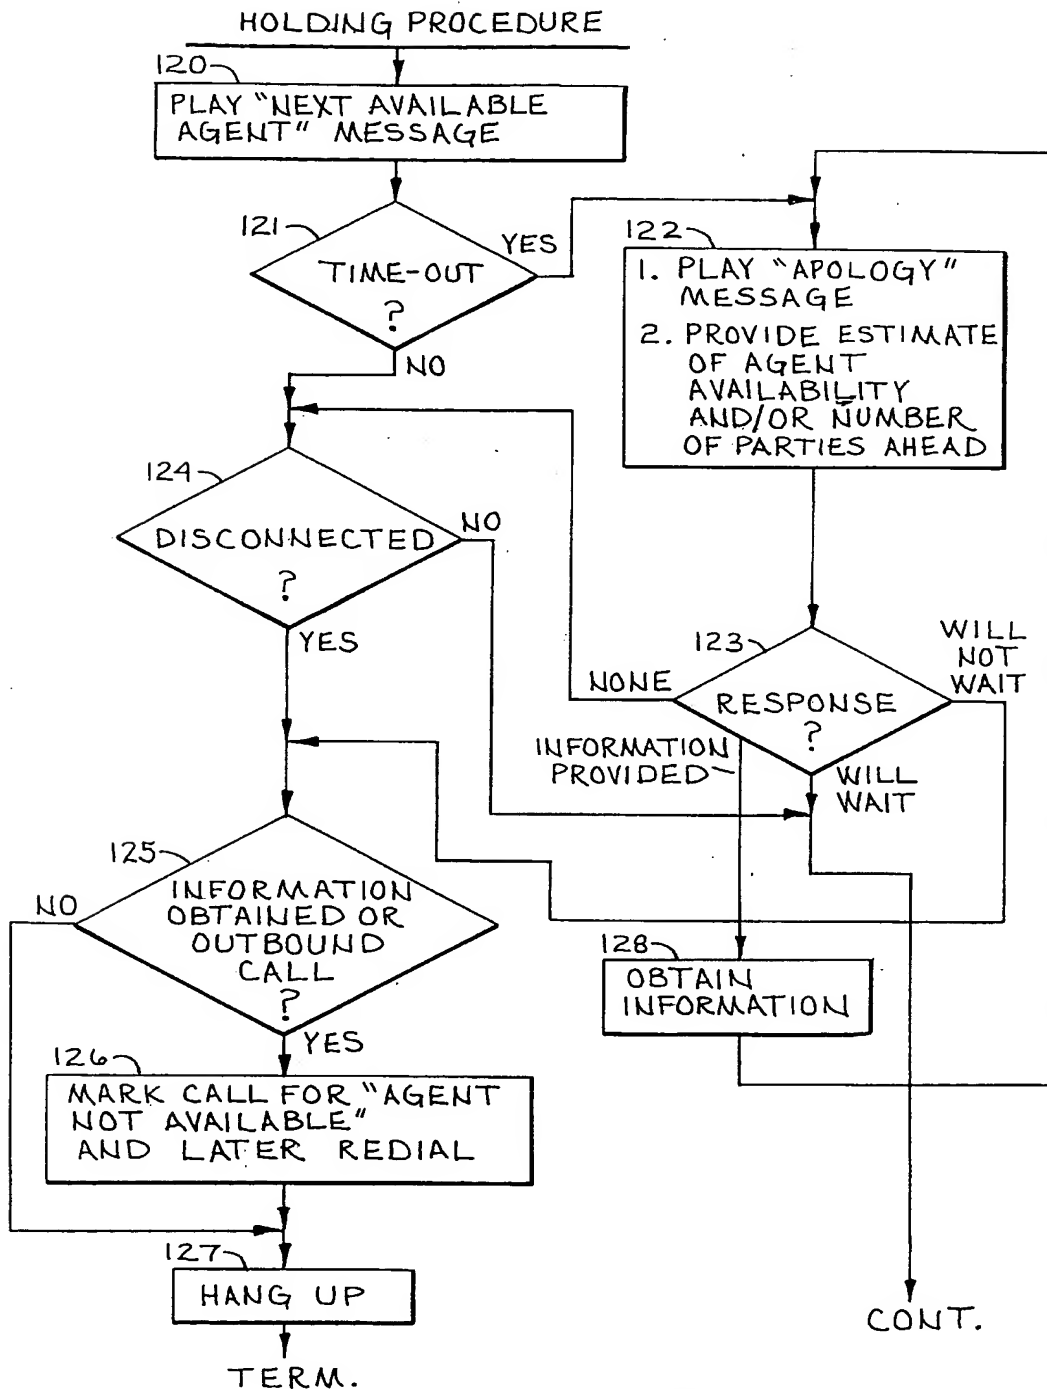 HOLDING PROCEDURE
120
PLAY "NEXT AVAILABLE
AGENT" MESSAGE
121
TIME-OUT
?
YES
NO
122
1. PLAY "APOLOGY"
MESSAGE
2. PROVIDE ESTIMATE
OF AGENT
AVAILABILITY
AND/OR NUMBER
OF PARTIES AHEAD
124
DISCONNECTED
?
NO
YES
123
RESPONSE
?
NONE
WILL
NOT
WAIT
INFORMATION
PROVIDED
WILL
WAIT
125
INFORMATION
OBTAINED OR
OUTBOUND
CALL
?
NO
YES
128
OBTAIN
INFORMATION
126
MARK CALL FOR "AGENT
NOT AVAILABLE"
AND LATER REDIAL
127
HANG UP
TERM.
CONT.